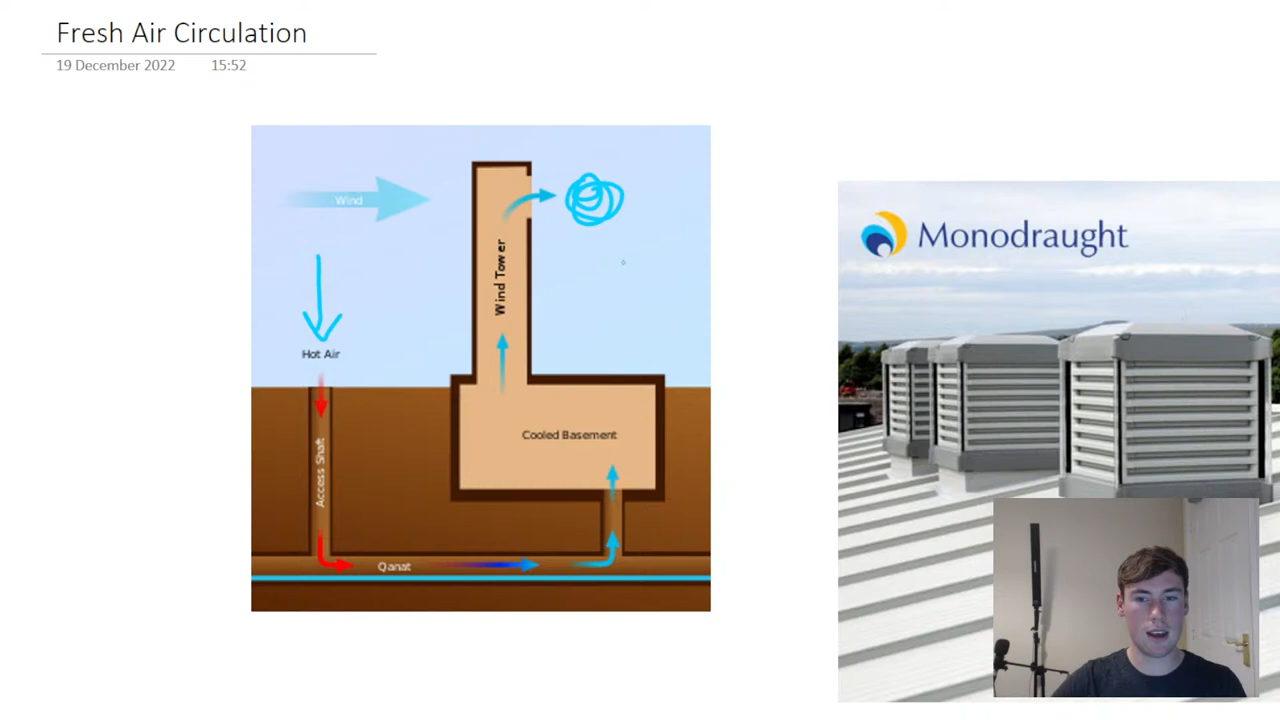 Fresh Air Circulation
19 December 2022 15:52
Wind
Wind Tower
Hot Air
Access Shaft
Cooled Basement
Qanat
Monodraught